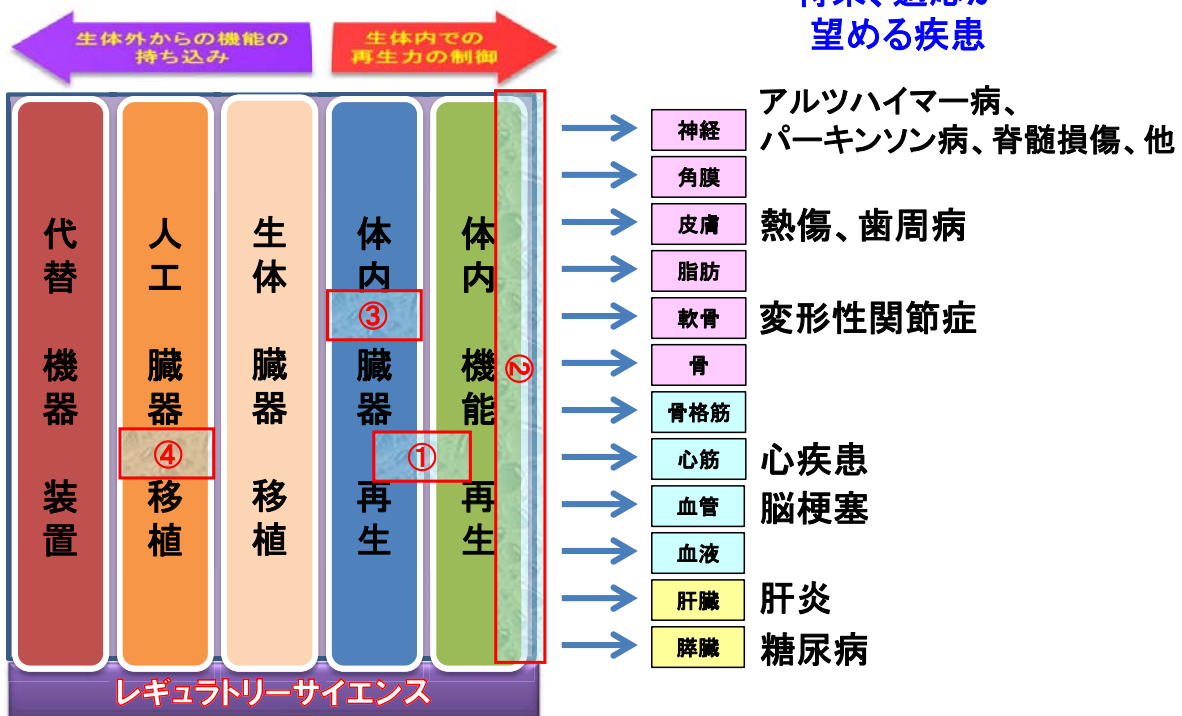 生体外からの機能の
持ち込み
生体内での
再生力の制御
望める疾患
代替 機器 装置
人工 臓器 移植
生体 臓器 移植
体内 臓器 再生
体内 機能 再生
③
②
④
①
レギュラトリーサイエンス
神経
アルツハイマー病、
パーキンソン病、脊髄損傷、他
角膜
皮膚
熱傷、歯周病
脂肪
軟骨
変形性関節症
骨
骨格筋
心筋
心疾患
血管
脳梗塞
血液
肝臓
肝炎
膵臓
糖尿病